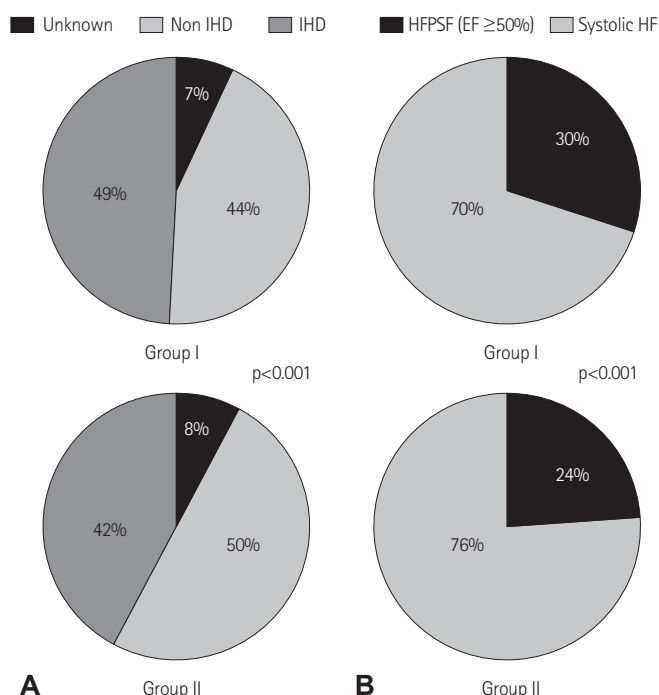 Unknown Non IHD IHD
7%
49%
44%
Group I
p<0.001
8%
42%
50%
A Group II
HFPSF (EF ≥50%) Systolic HF
30%
70%
Group I
p<0.001
24%
76%
B Group II